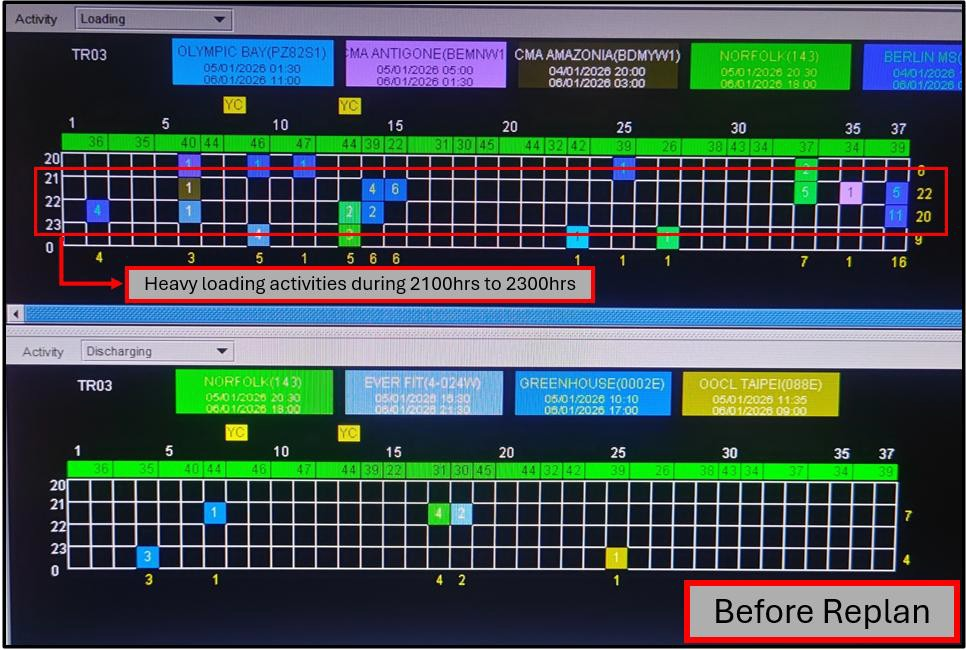 Activity Loading
TR03
OLYMPIC BAY(PZ82S1)
05/01/2026 01:30
06/01/2026 11:00
CMA ANTIGONE(BEMNW1
05/01/2026 05:00
06/01/2026 01:30
CMA AMAZONIA(BDMYW1)
04/01/2026 20:00
06/01/2026 03:00
NORFOLK(143)
05/01/2026 20:30
06/01/2026 18:00
BERLIN MS(
04/01/2026
06/01/2026
YC YC
1 5 10 15 20 25 30 35 37
36 40 44 46 47 44 39 22 31 30 45 44 32 42 39 26 38 43 34 37 34 39
20 1 1 1 1 2 6
21 1 4 6 5 1 5 22
22 4 1 2 2 11 20
23 4 3 1 1 9
0
4 3 5 1 5 6 6 1 1 1 7 1 16
Heavy loading activities during 2100hrs to 2300hrs
Activity Discharging
TR03
NORFOLK(143)
05/01/2026 20:30
06/01/2026 18:00
EVER FIT(4-024W)
05/01/2026 16:30
06/01/2026 21:30
GREENHOUSE(0002E)
05/01/2026 10:10
06/01/2026 17:00
OOCL TAIPEI(088E)
05/01/2026 11:35
06/01/2026 09:00
YC YC
1 5 10 15 20 25 30 35 37
36 35 40 44 46 47 44 39 22 31 30 45 44 32 42 39 26 38 43 34 37 34 39
20
21 1 4 2 7
22
23 3 1 4
0
3 1 4 2 1
Before Replan